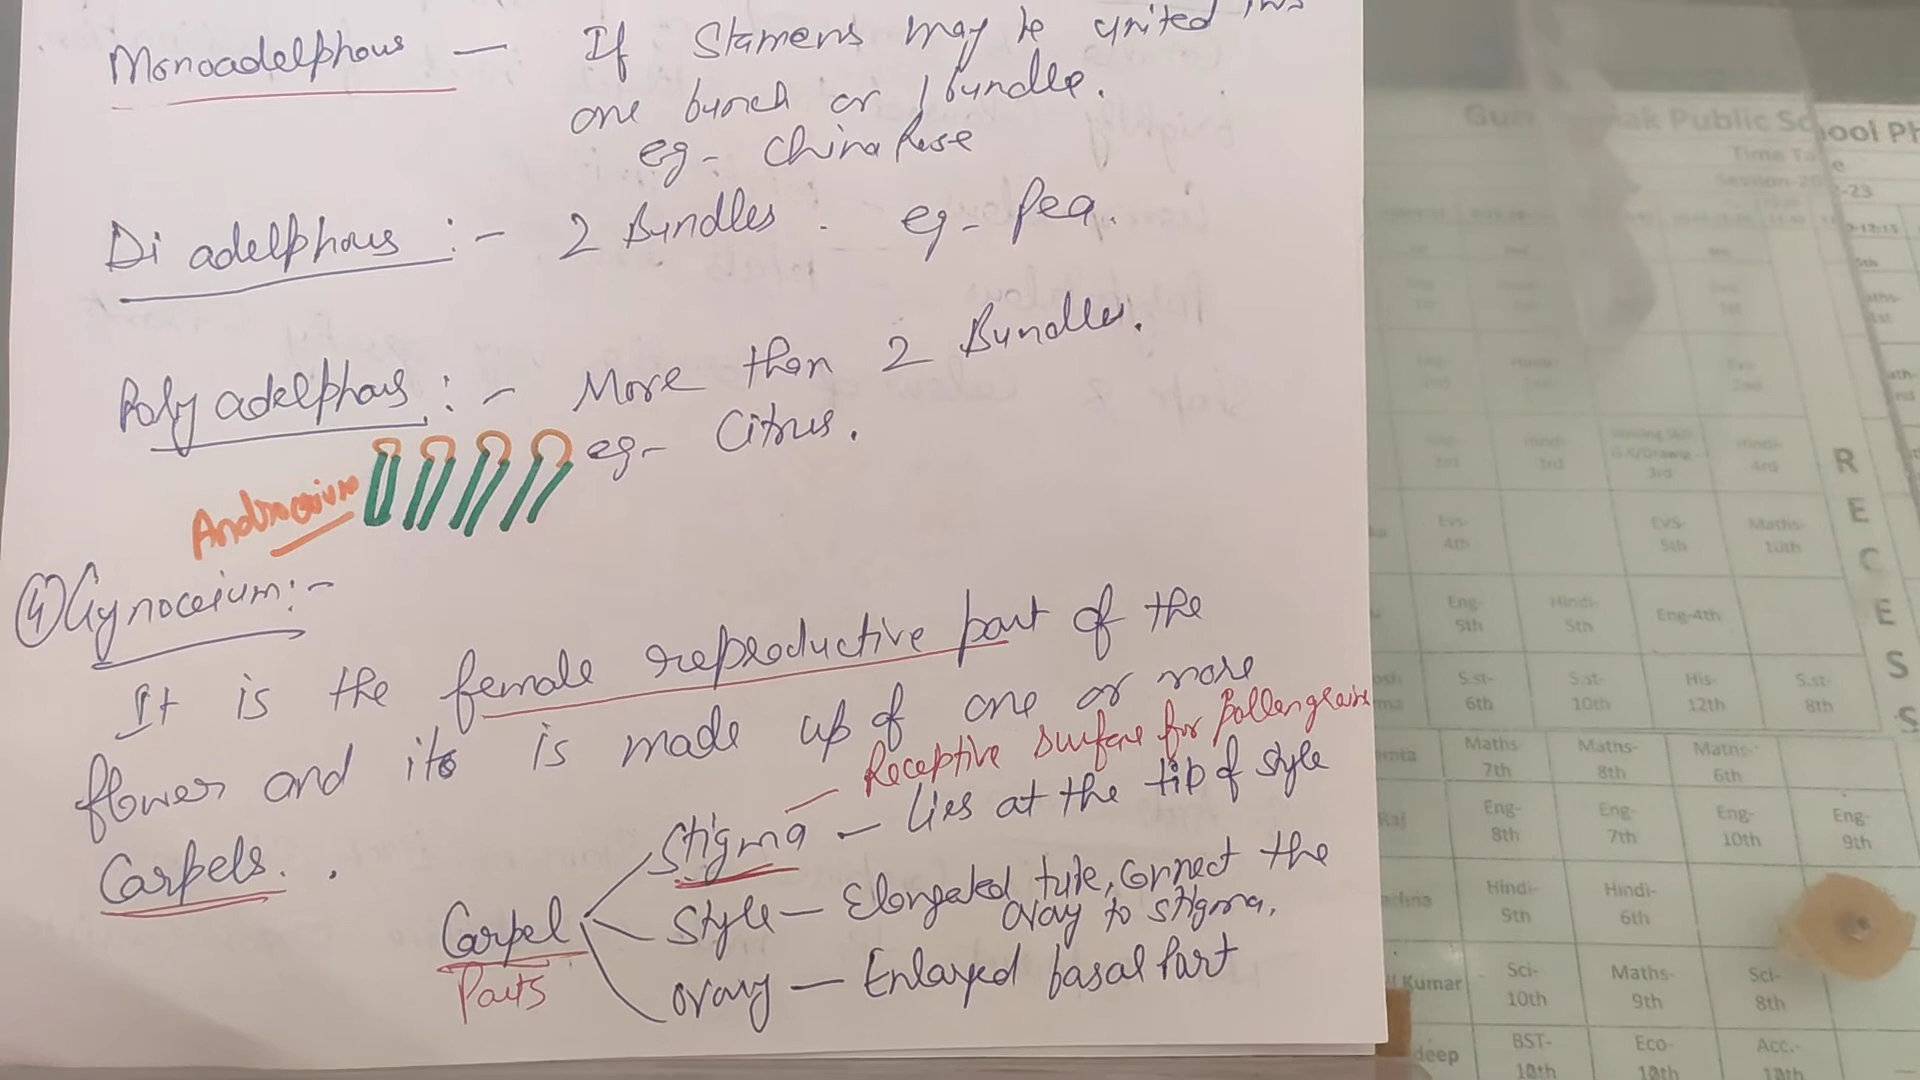 Monoadelphous — If Stamens may be united into
one bunch or 1 bundle.
eg- China Rose
Di adelphous :- 2 Bundles. eg- Pea.
Poly adelphous :- More than 2 Bundles.
eg- Citrus.
Androecium
④ Gynoceium:-
It is the female reproductive part of the
flower and its is made up of one or more
Carpels.
— Receptive surface for Pollengrains
Stigma — Lies at the tip of style
Carpel
Parts
Style — Elongated tube, connect the
ovary to stigma.
ovary — Enlarged basal part
Public School Ph
-23
R
E
C
E
S
S
Evs-
4th
EVS-
5th
Maths-
10th
Eng-
5th
Hindi-
5th
Eng-4th
S.st-
6th
S.st-
10th
His-
12th
S.st-
8th
Maths-
7th
Maths-
8th
Maths-
6th
Raj
Eng-
8th
Eng-
7th
Eng-
10th
Eng-
9th
Hindi-
9th
Hindi-
6th
Kumar
Sci-
10th
Maths-
9th
Sci-
8th
deep
BST-
Eco-
Acc.-